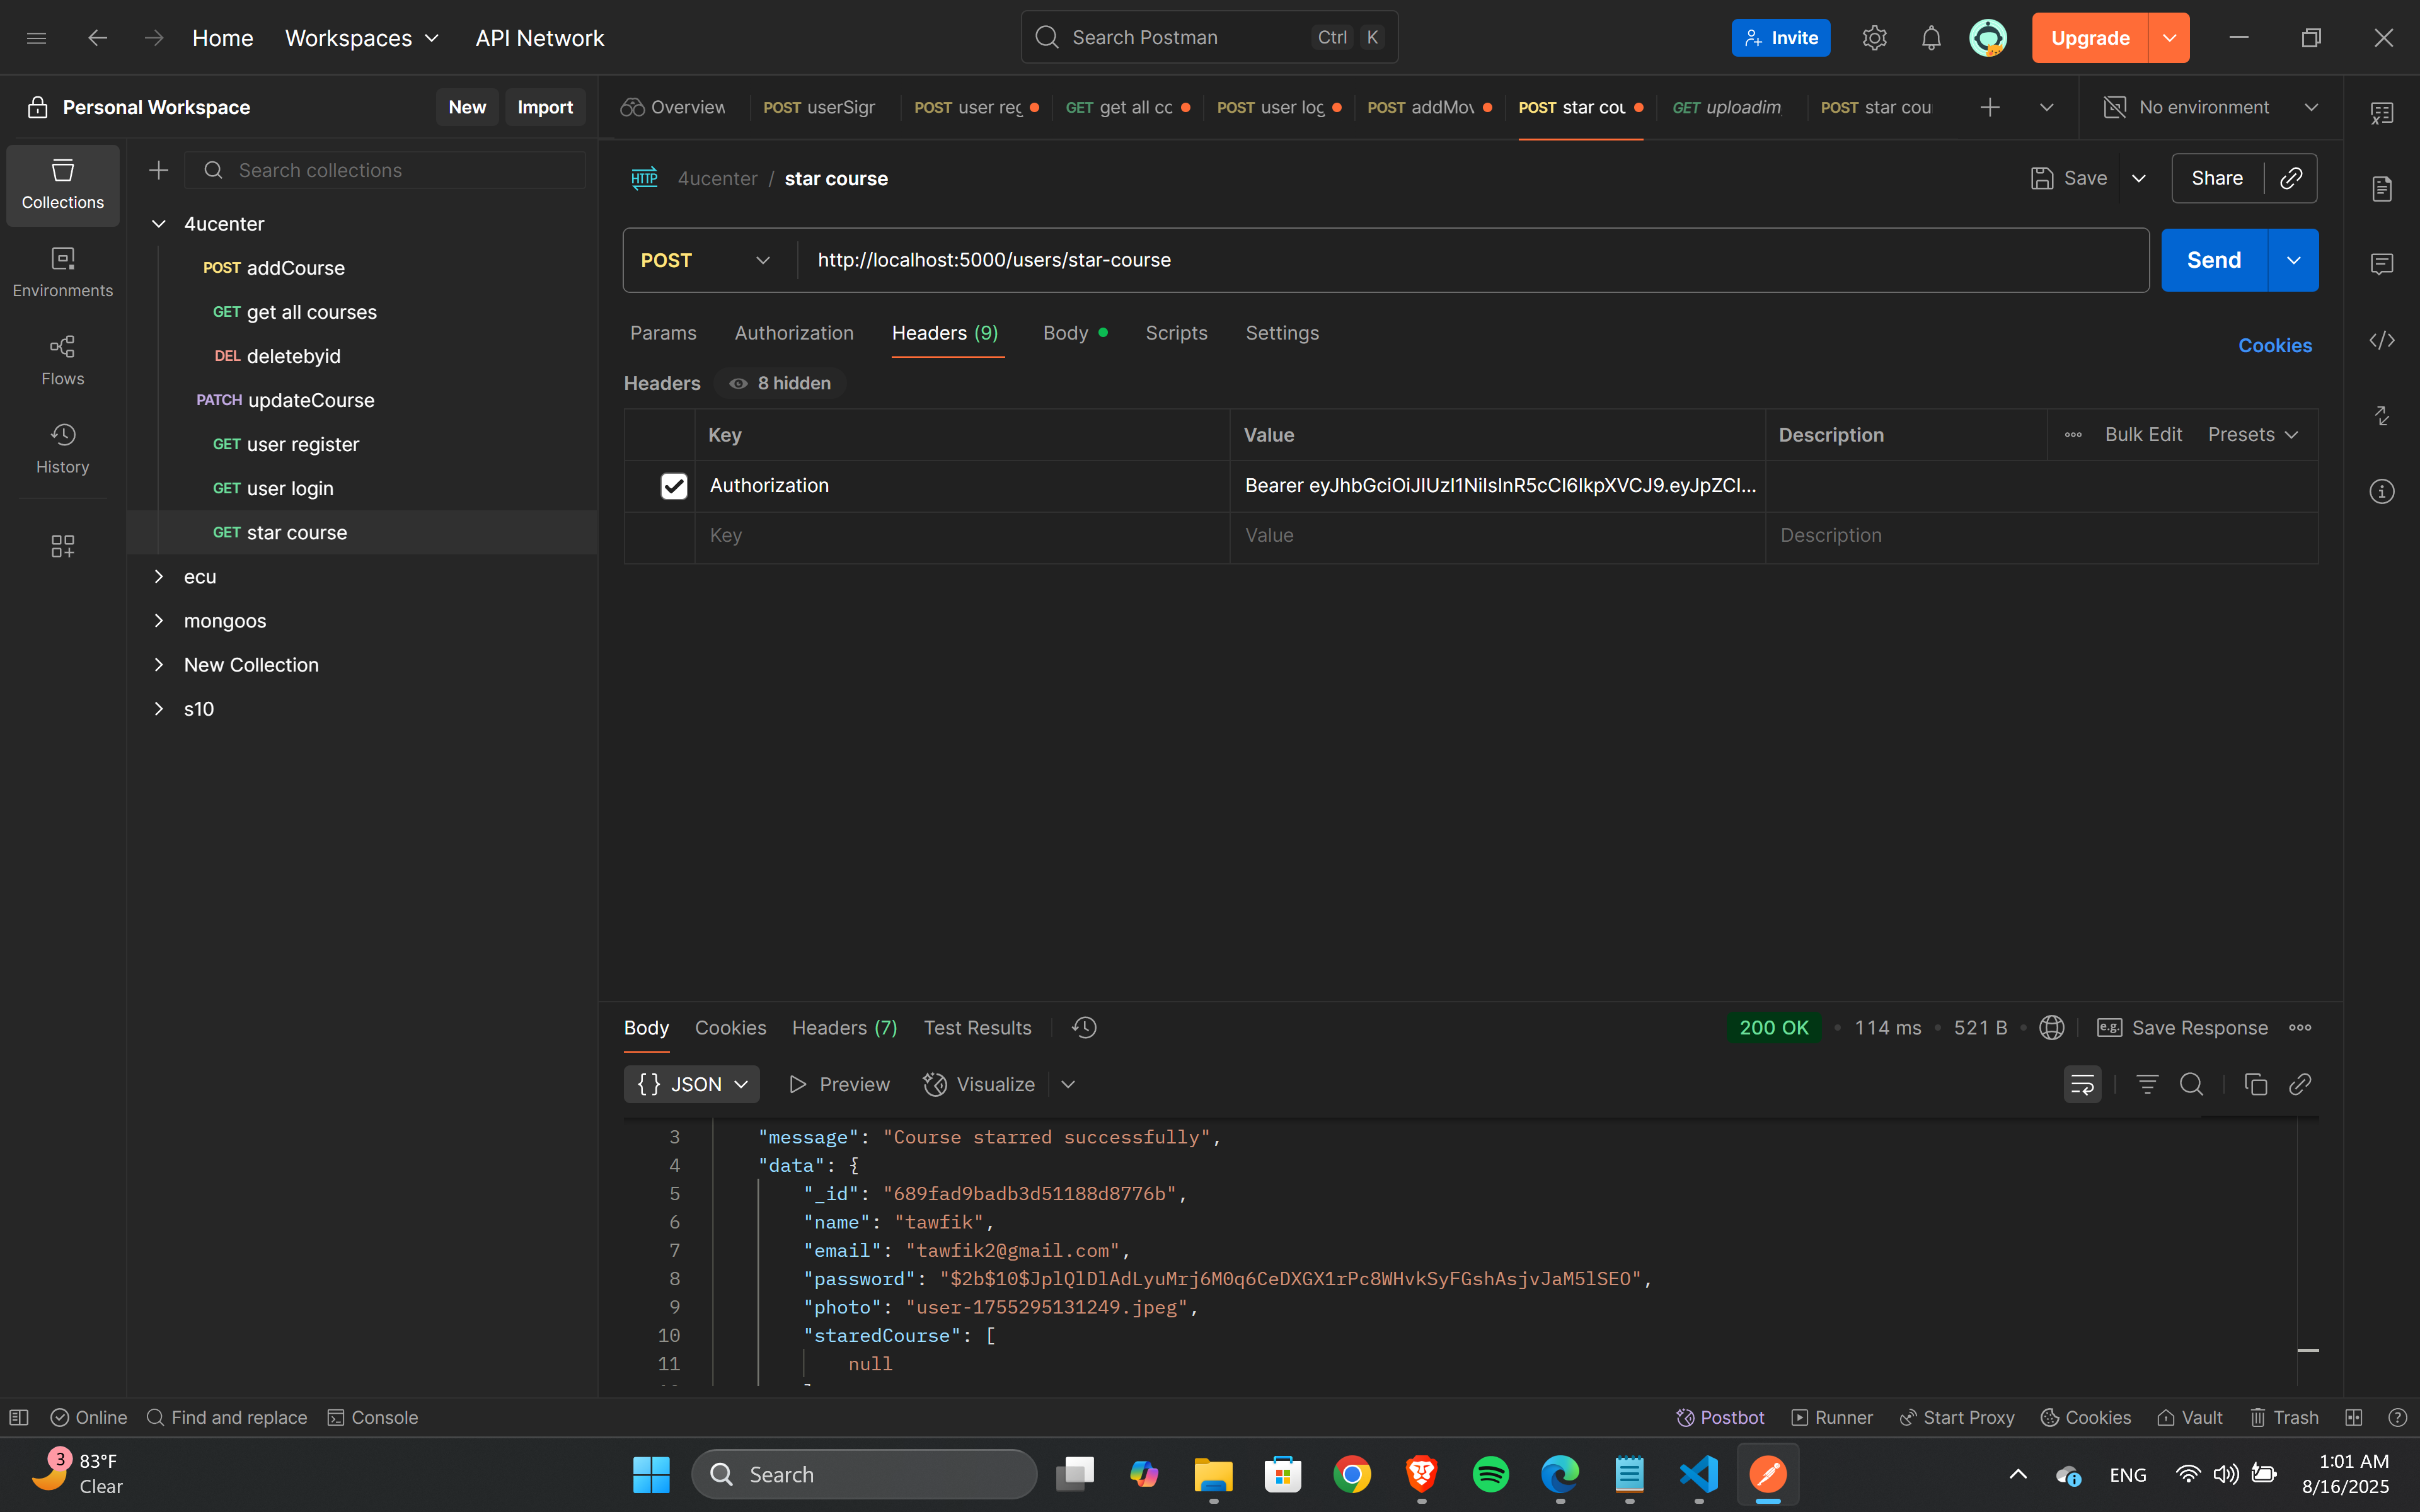 Home Workspaces API Network Search Postman Ctrl K Invite Upgrade
Personal Workspace New Import
Overview POST userSigr POST user reg GET get all co POST user log POST addMov POST star cou GET uploadim POST star cou No environment
Collections
Environments
Flows
History
Search collections
4ucenter
POST addCourse
GET get all courses
DEL deletebyid
PATCH updateCourse
GET user register
GET user login
GET star course
ecu
mongoos
New Collection
s10
HTTP 4ucenter / star course Save Share
POST http://localhost:5000/users/star-course Send
Params Authorization Headers (9) Body Scripts Settings Cookies
Headers 8 hidden
Key Value Description Bulk Edit Presets
Authorization Bearer eyJhbGciOiJIUzI1NiIsInR5cCI6IkpXVCJ9.eyJpZCI...
Key Value Description
Body Cookies Headers (7) Test Results 200 OK 114 ms 521 B e.g. Save Response
{} JSON Preview Visualize
3 "message": "Course starred successfully",
4 "data": {
5 "_id": "689fad9badb3d51188d8776b",
6 "name": "tawfik",
7 "email": "tawfik2@gmail.com",
8 "password": "$2b$10$JplQlDlAdLyuMrj6M0q6CeDXGX1rPc8WHvkSyFGshAsjvJaM5lSEO",
9 "photo": "user-1755295131249.jpeg",
10 "staredCourse": [
11 null
Online Find and replace Console Postbot Runner Start Proxy Cookies Vault Trash
3 83°F
Clear
Search
ENG
1:01 AM
8/16/2025